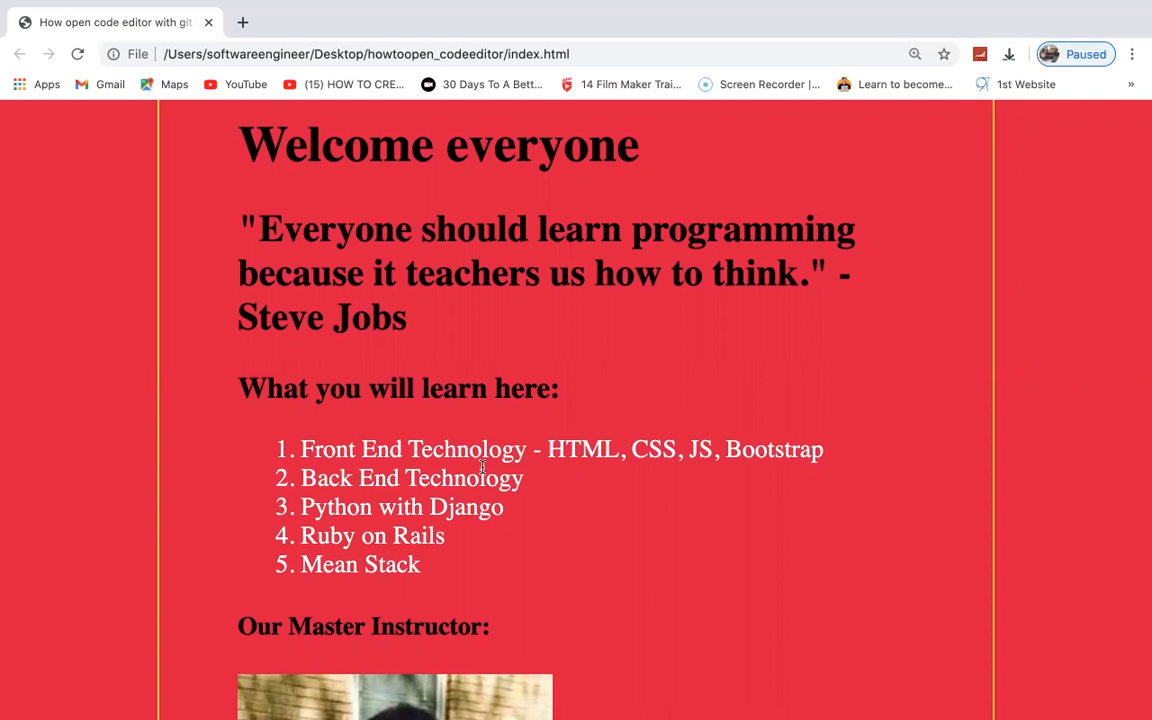 How open code editor with git
File /Users/softwareengineer/Desktop/howtoopen_codeeditor/index.html Paused
Apps Gmail Maps YouTube (15) HOW TO CRE... 30 Days To A Bett... 14 Film Maker Trai... Screen Recorder |... Learn to become... 1st Website »
Welcome everyone
"Everyone should learn programming
because it teachers us how to think." -
Steve Jobs
What you will learn here:
1. Front End Technology - HTML, CSS, JS, Bootstrap
2. Back End Technology
3. Python with Django
4. Ruby on Rails
5. Mean Stack
Our Master Instructor: